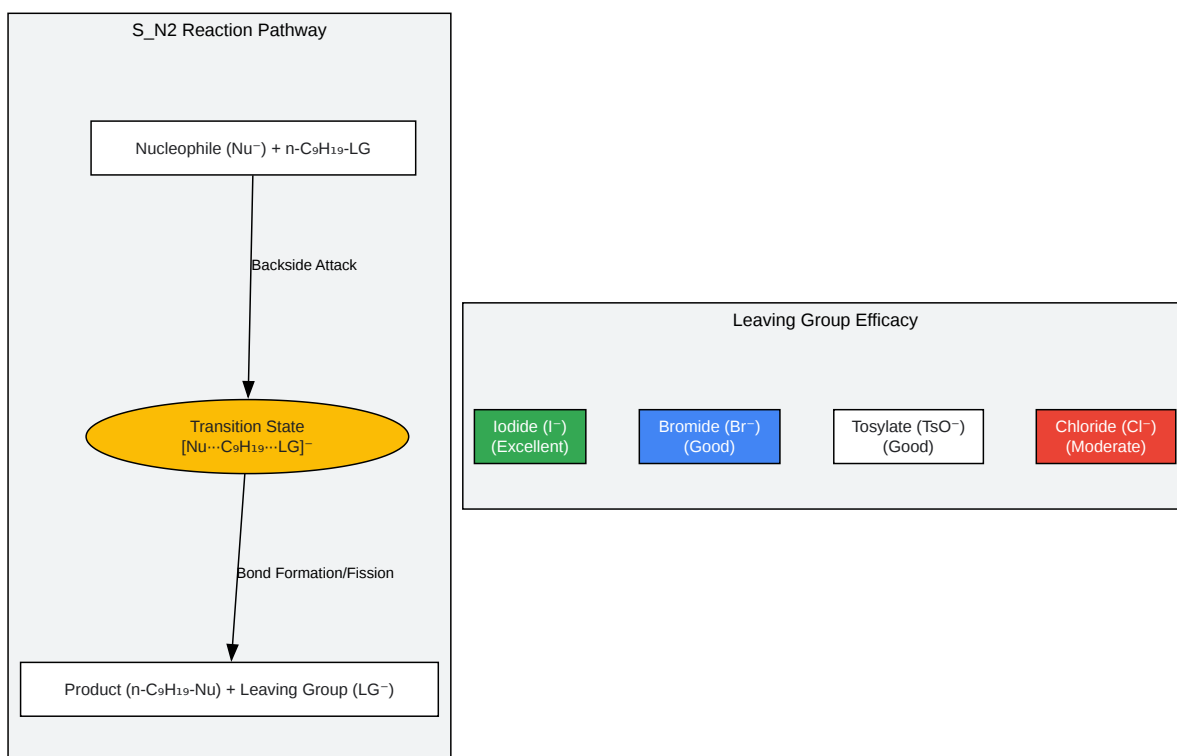 S_N2 Reaction Pathway
Nucleophile (Nu⁻) + n-C₉H₁₉-LG
Backside Attack
Transition State
[Nu···C₉H₁₉···LG]⁻
Bond Formation/Fission
Product (n-C₉H₁₉-Nu) + Leaving Group (LG⁻)
Leaving Group Efficacy
Iodide (I⁻)
(Excellent)
Bromide (Br⁻)
(Good)
Tosylate (TsO⁻)
(Good)
Chloride (Cl⁻)
(Moderate)